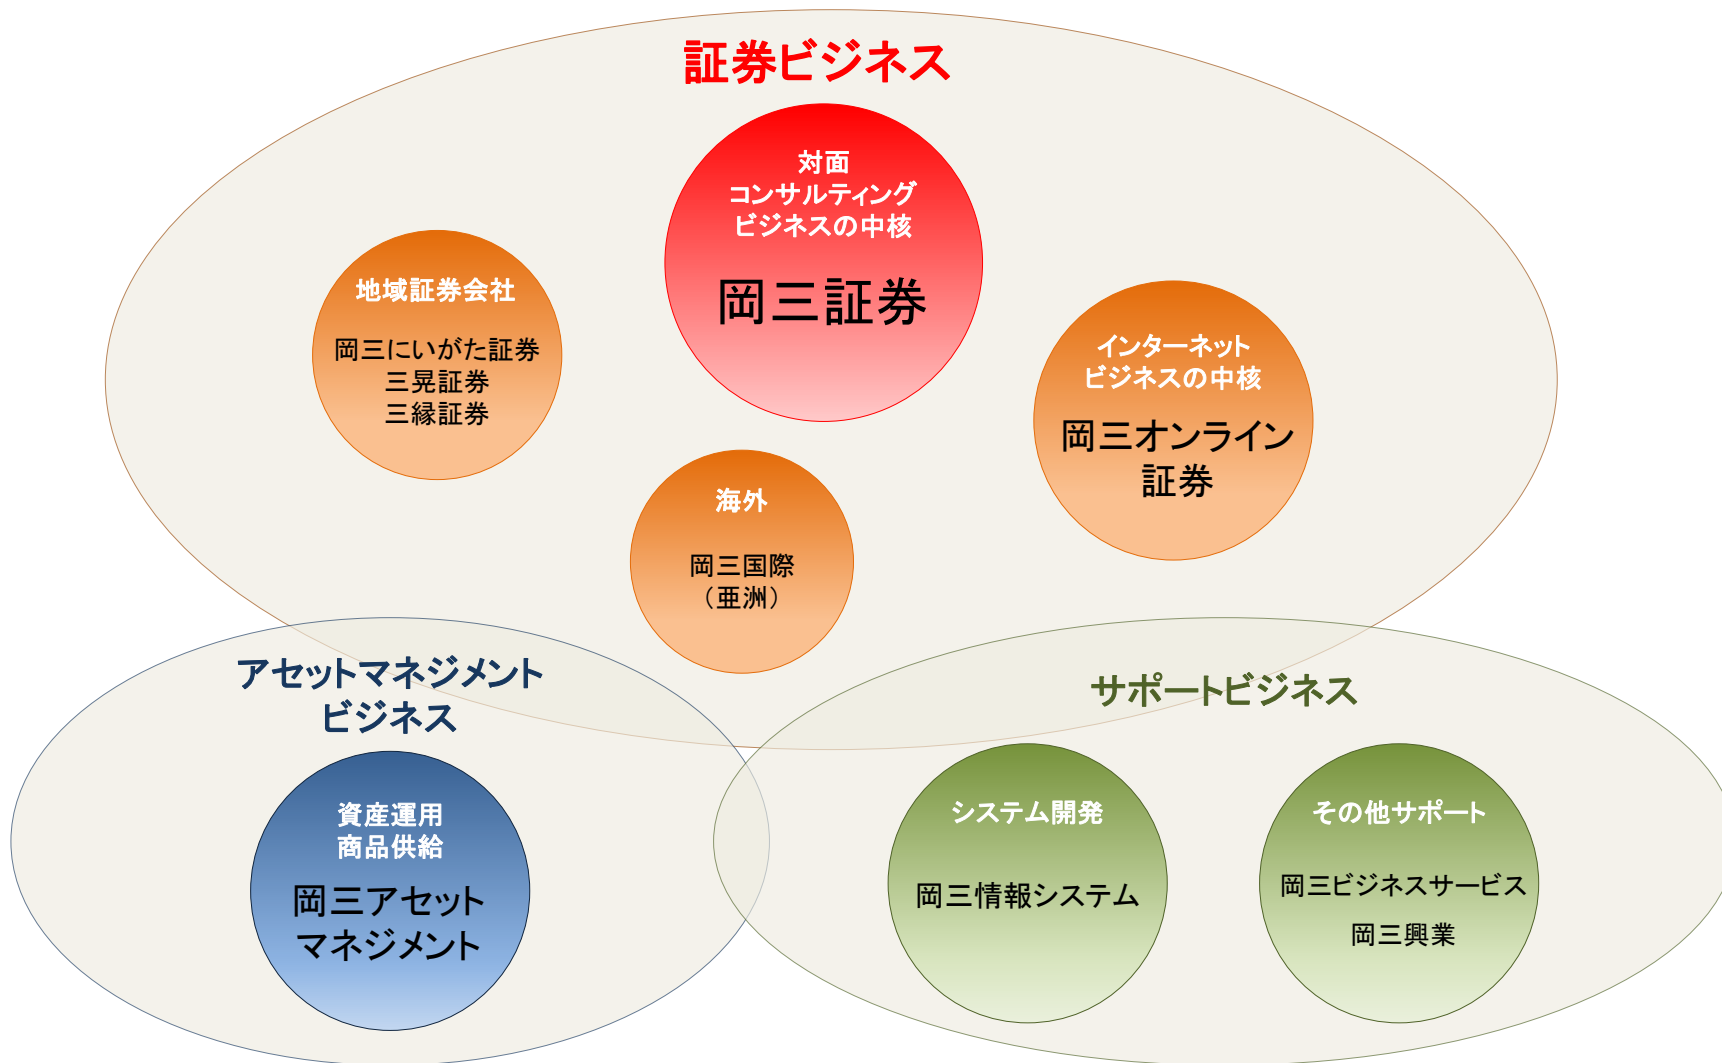 証券ビジネス
対面
コンサルティング
ビジネスの中核
岡三証券
地域証券会社
岡三にいがた証券
三晃証券
三縁証券
インターネット
ビジネスの中核
岡三オンライン
証券
海外
岡三国際
（亜洲）
アセットマネジメント
ビジネス
資産運用
商品供給
岡三アセット
マネジメント
サポートビジネス
システム開発
岡三情報システム
その他サポート
岡三ビジネスサービス
岡三興業